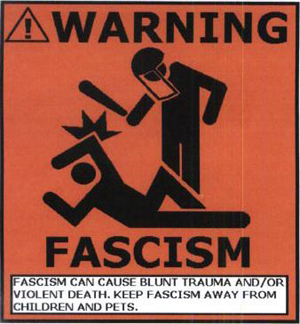 WARNING
FASCISM
FASCISM CAN CAUSE BLUNT TRAUMA AND/OR
VIOLENT DEATH. KEEP FASCISM AWAY FROM
CHILDREN AND PETS.